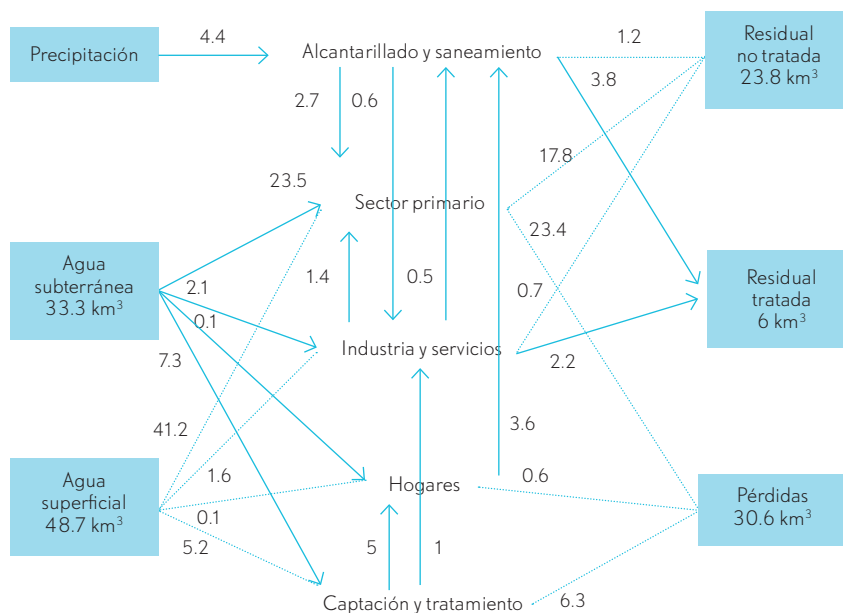 Precipitación
4.4
Alcantarillado y saneamiento
1.2
Residual
no tratada
23.8 km³
2.7
0.6
3.8
17.8
23.5
Sector primario
23.4
Agua
subterránea
33.3 km³
2.1
0.1
1.4
0.5
0.7
Residual
tratada
6 km³
7.3
Industria y servicios
2.2
41.2
3.6
Agua
superficial
48.7 km³
1.6
0.1
5.2
Hogares
0.6
Pérdidas
30.6 km³
5
1
Captación y tratamiento
6.3